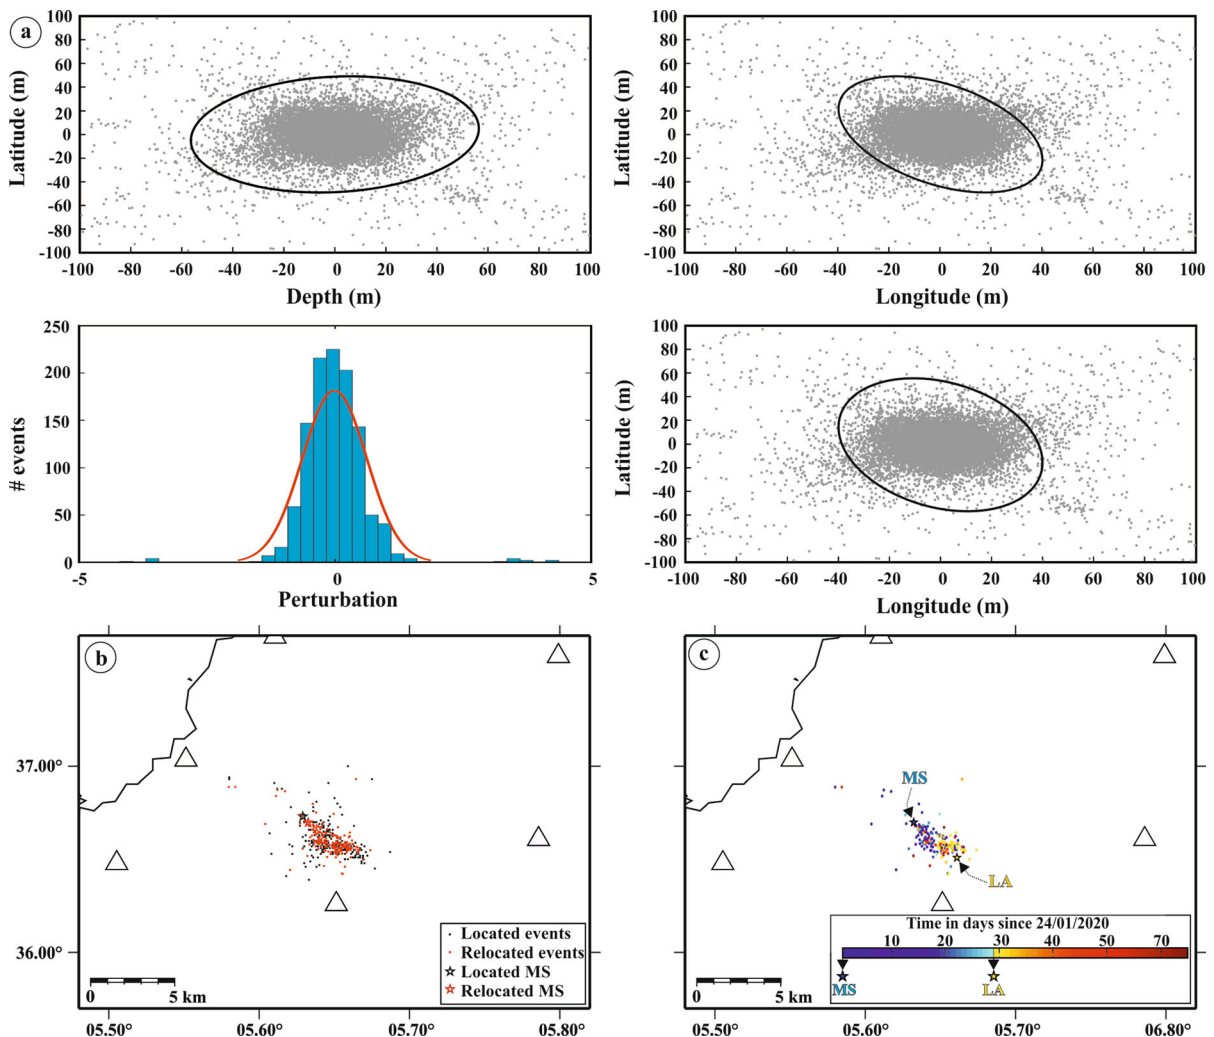 a
100
80
60
40
20
0
-20
-40
-60
-80
-100
Latitude (m)
-100 -80 -60 -40 -20 0 20 40 60 80 100
Depth (m)
100
80
60
40
20
0
-20
-40
-60
-80
-100
Latitude (m)
-100 -80 -60 -40 -20 0 20 40 60 80 100
Longitude (m)
250
200
150
100
50
0
# events
-5 0 5
Perturbation
100
80
60
40
20
0
-20
-40
-60
-80
-100
Latitude (m)
-100 -80 -60 -40 -20 0 20 40 60 80 100
Longitude (m)
b
37.00°
36.00°
Located events
Relocated events
Located MS
Relocated MS
0 5 km
05.50° 05.60° 05.70° 05.80°
c
MS
LA
Time in days since 24/01/2020
10 20 30 40 50 70
MS LA
0 5 km
05.50° 05.60° 05.70° 06.80°